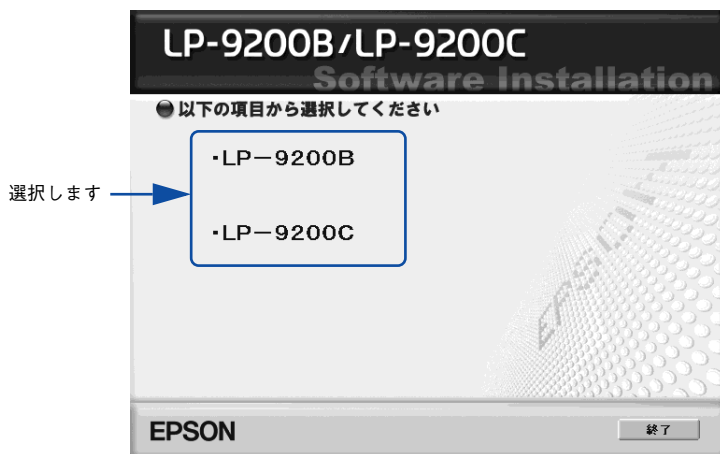 LP-9200B/LP-9200C
Software Installation
以下の項目から選択してください
・LP－9200B
選択します
・LP－9200C
EPSON
EPSON
終了